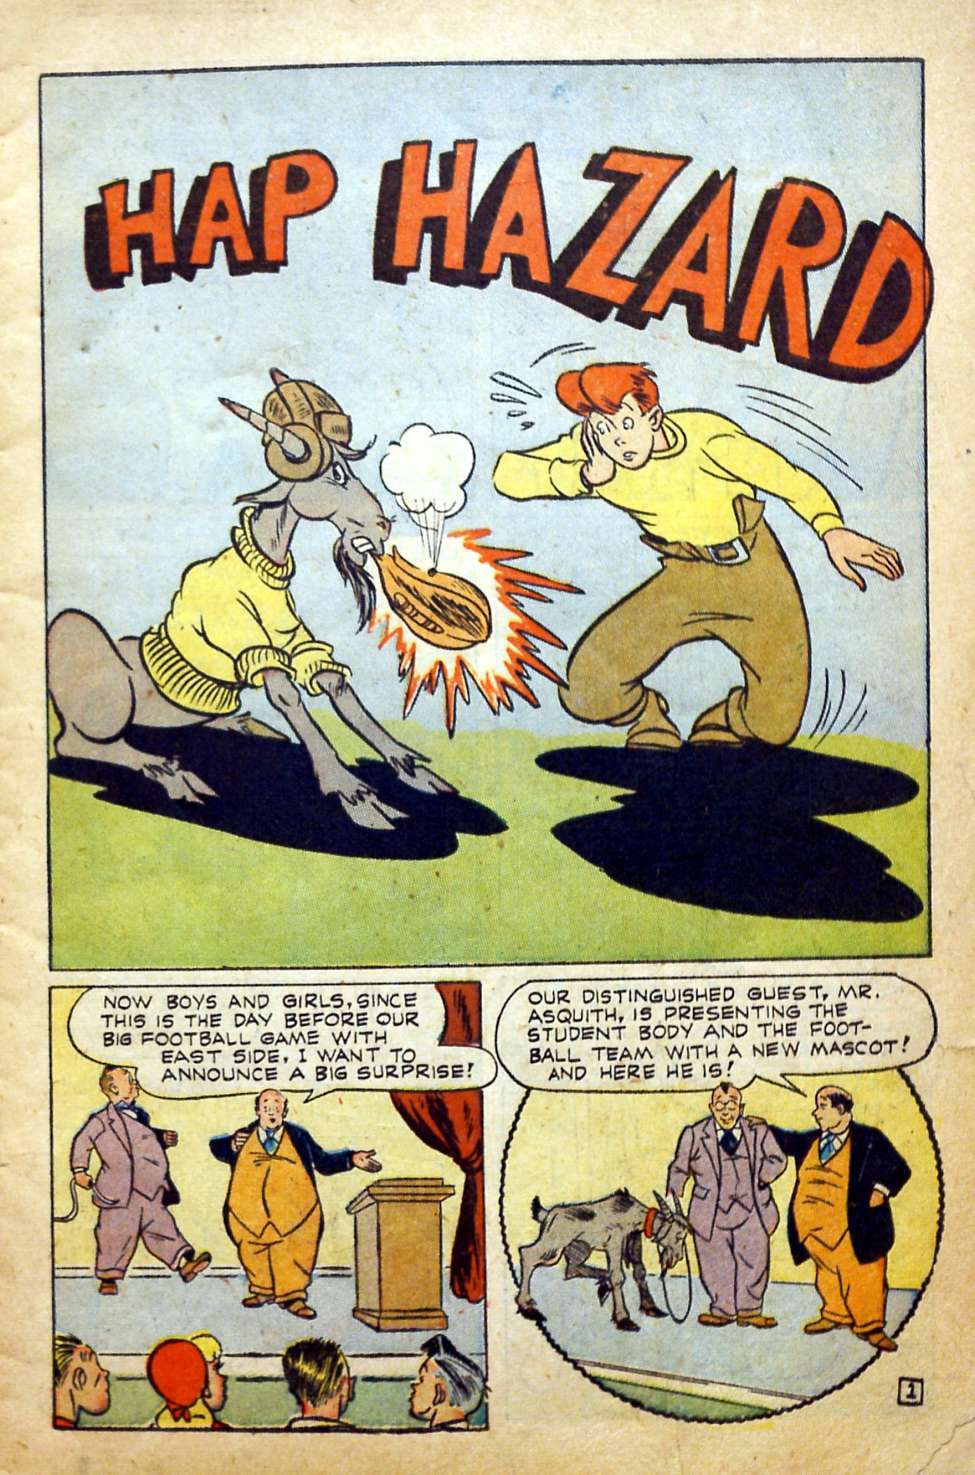 HAP HAZARD
NOW BOYS AND GIRLS, SINCE
THIS IS THE DAY BEFORE OUR
BIG FOOTBALL GAME WITH
EAST SIDE, I WANT TO
ANNOUNCE A BIG SURPRISE!
OUR DISTINGUISHED GUEST, MR.
ASQUITH, IS PRESENTING THE
STUDENT BODY AND THE FOOT-
BALL TEAM WITH A NEW MASCOT!
AND HERE HE IS!
1